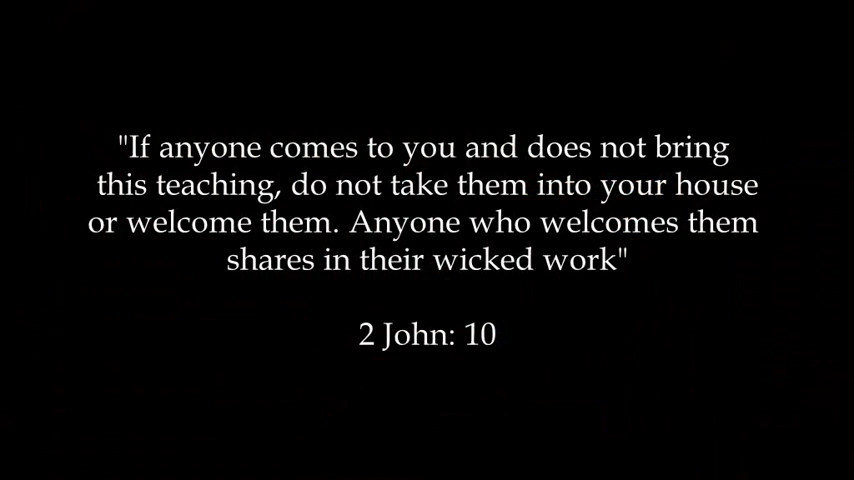 "If anyone comes to you and does not bring
this teaching, do not take them into your house
or welcome them. Anyone who welcomes them
shares in their wicked work"
2 John: 10